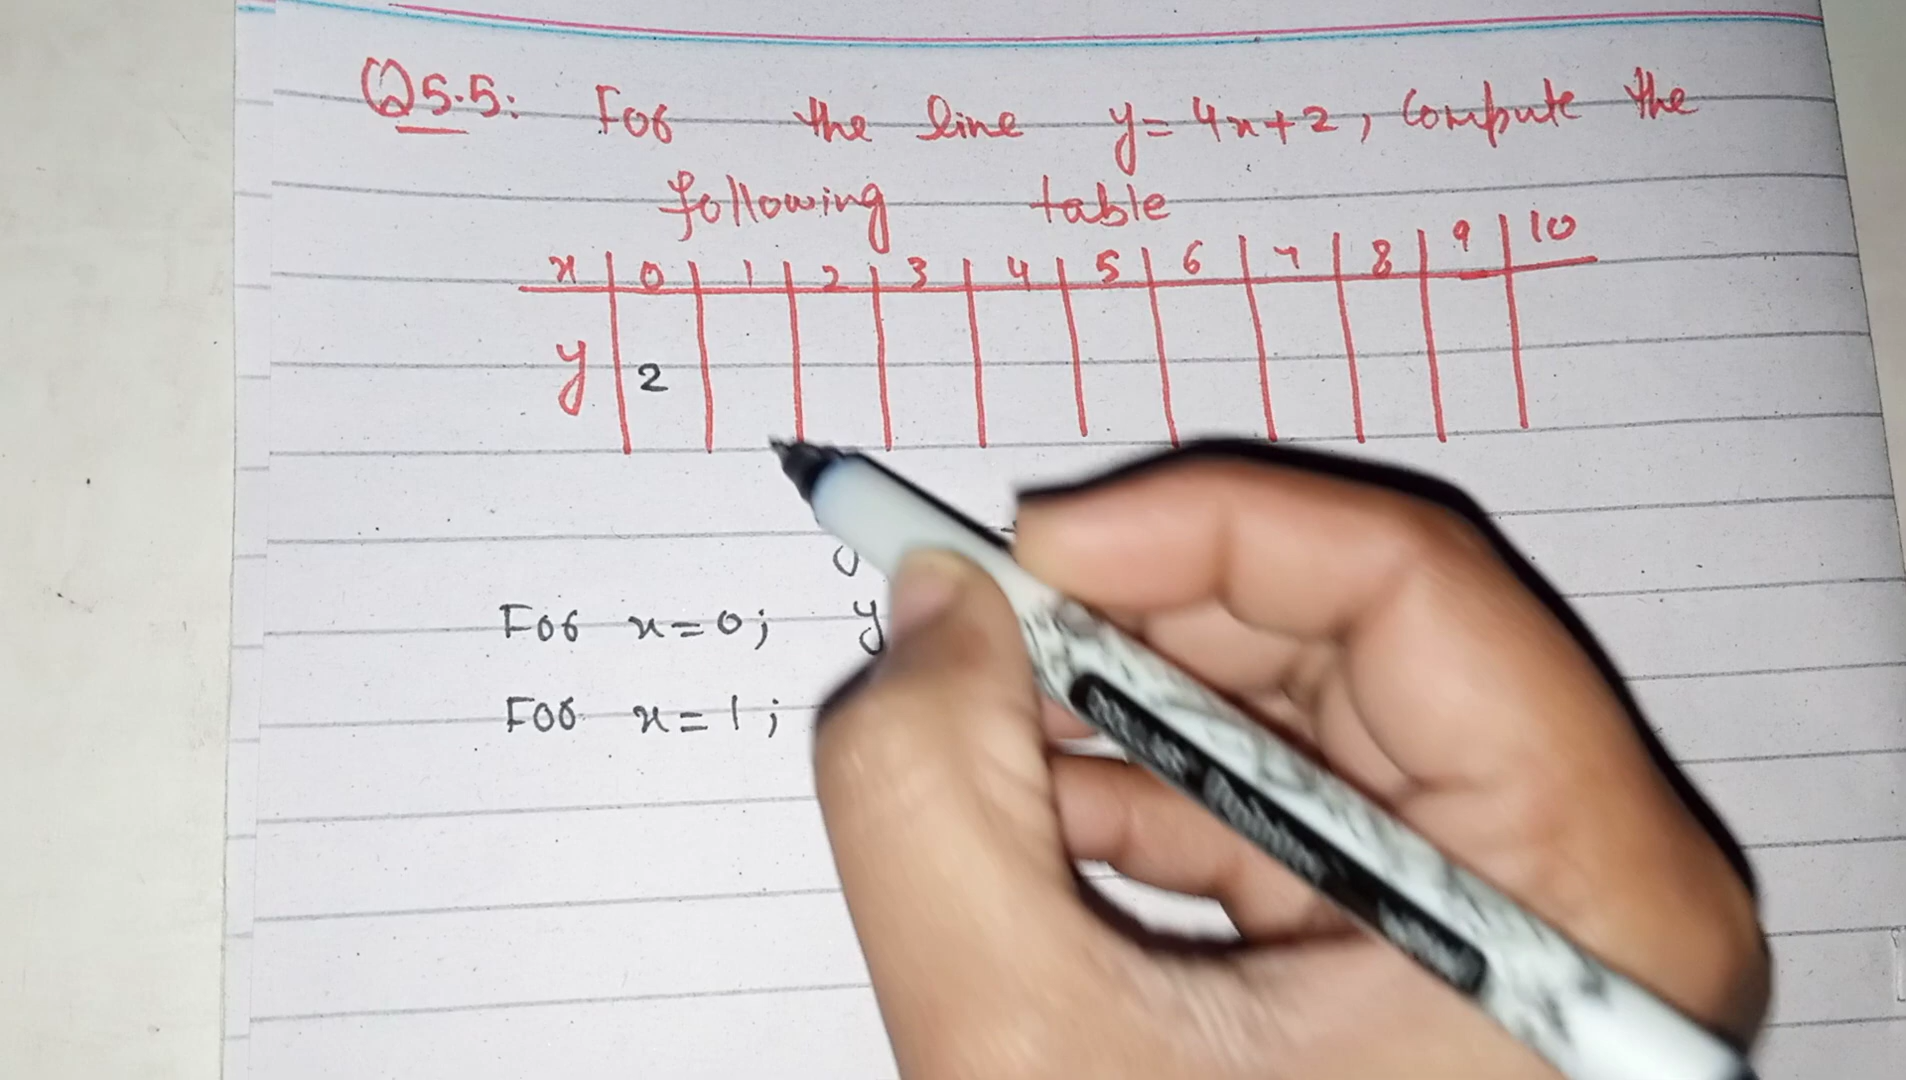 Q5.5: For the line y=4x+2, Compute the
following table
x 0 1 2 3 4 5 6 7 8 9 10
y 2
y
For x=0; y
For x=1;